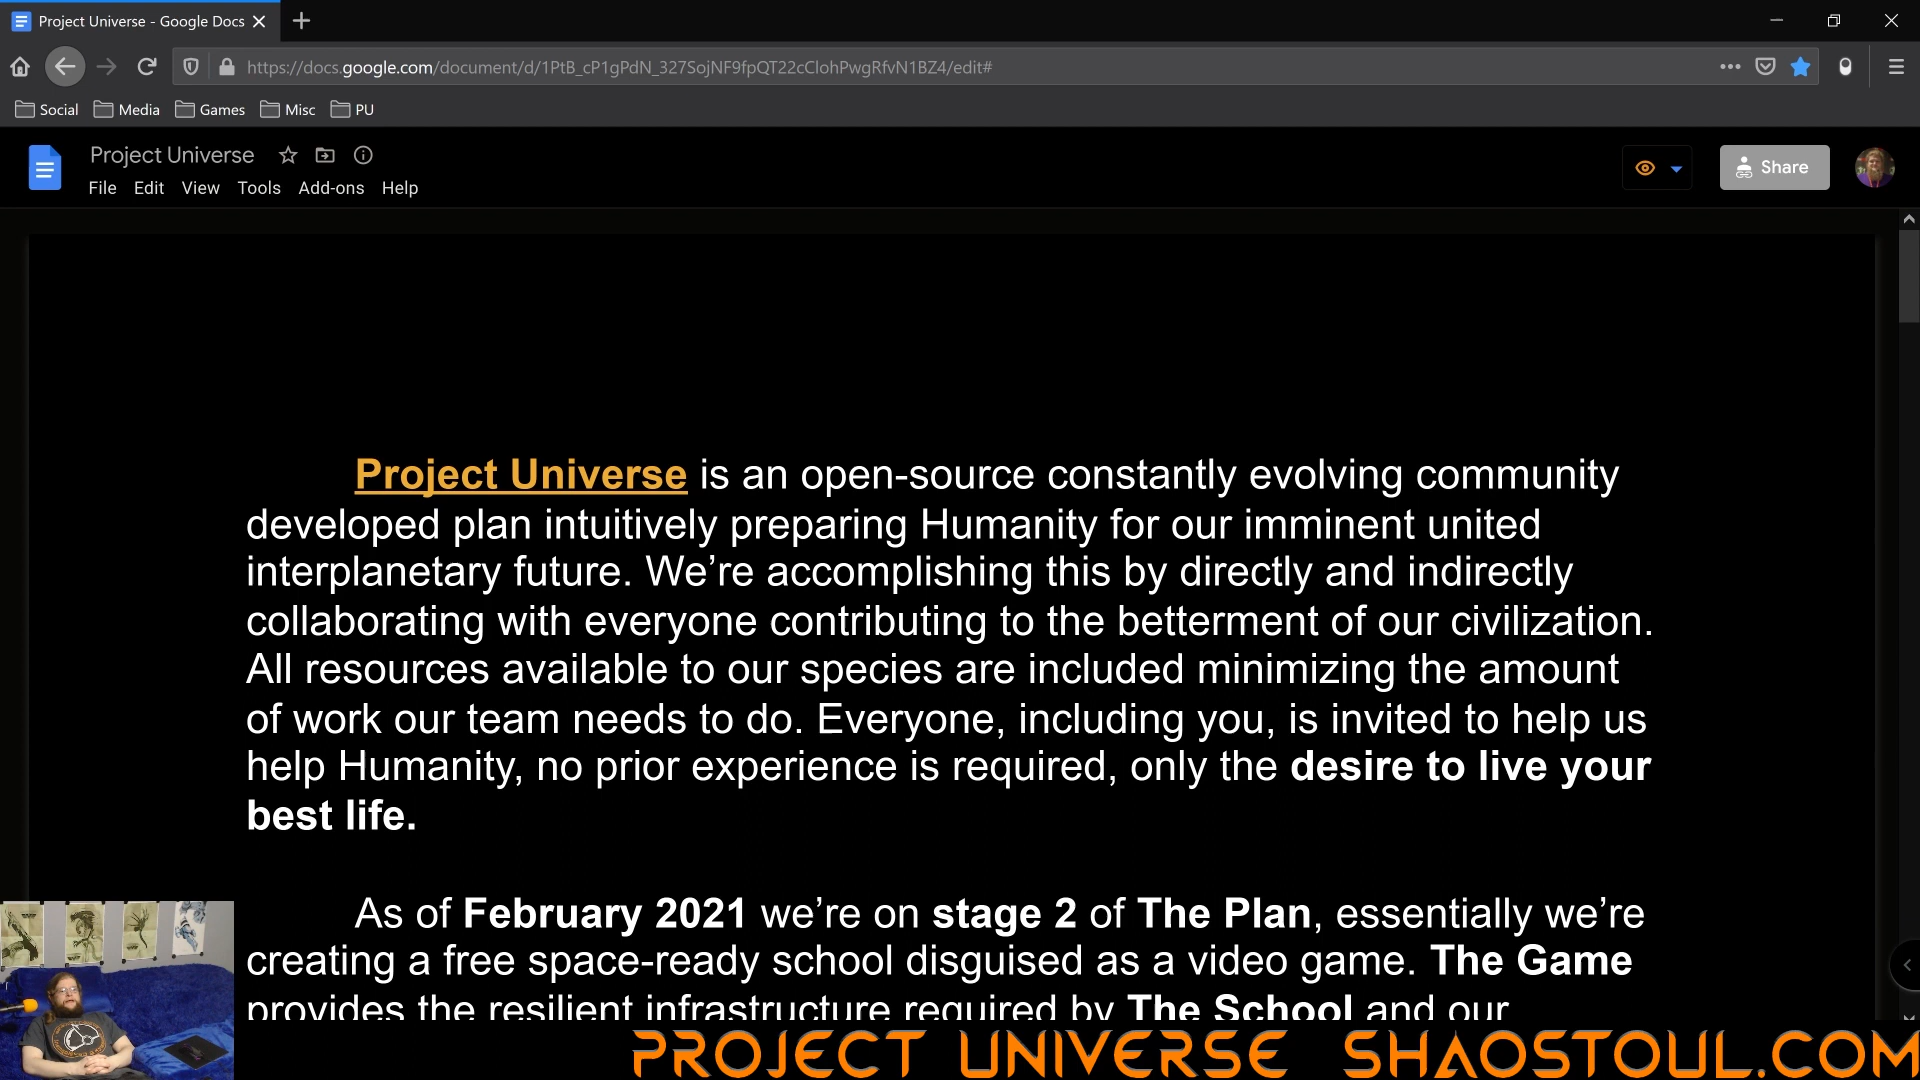 Project Universe - Google Docs
https://docs.google.com/document/d/1PtB_cP1gPdN_327SojNF9fpQT22cClohPwgRfvN1BZ4/edit#
Social Media Games Misc PU
Project Universe
File Edit View Tools Add-ons Help
Share
Project Universe is an open-source constantly evolving community
developed plan intuitively preparing Humanity for our imminent united
interplanetary future. We’re accomplishing this by directly and indirectly
collaborating with everyone contributing to the betterment of our civilization.
All resources available to our species are included minimizing the amount
of work our team needs to do. Everyone, including you, is invited to help us
help Humanity, no prior experience is required, only the desire to live your
best life.
As of February 2021 we’re on stage 2 of The Plan, essentially we’re
creating a free space-ready school disguised as a video game. The Game
provides the resilient infrastructure required by The School and our
PROJECT UNIVERSE SHAOSTOUL.COM